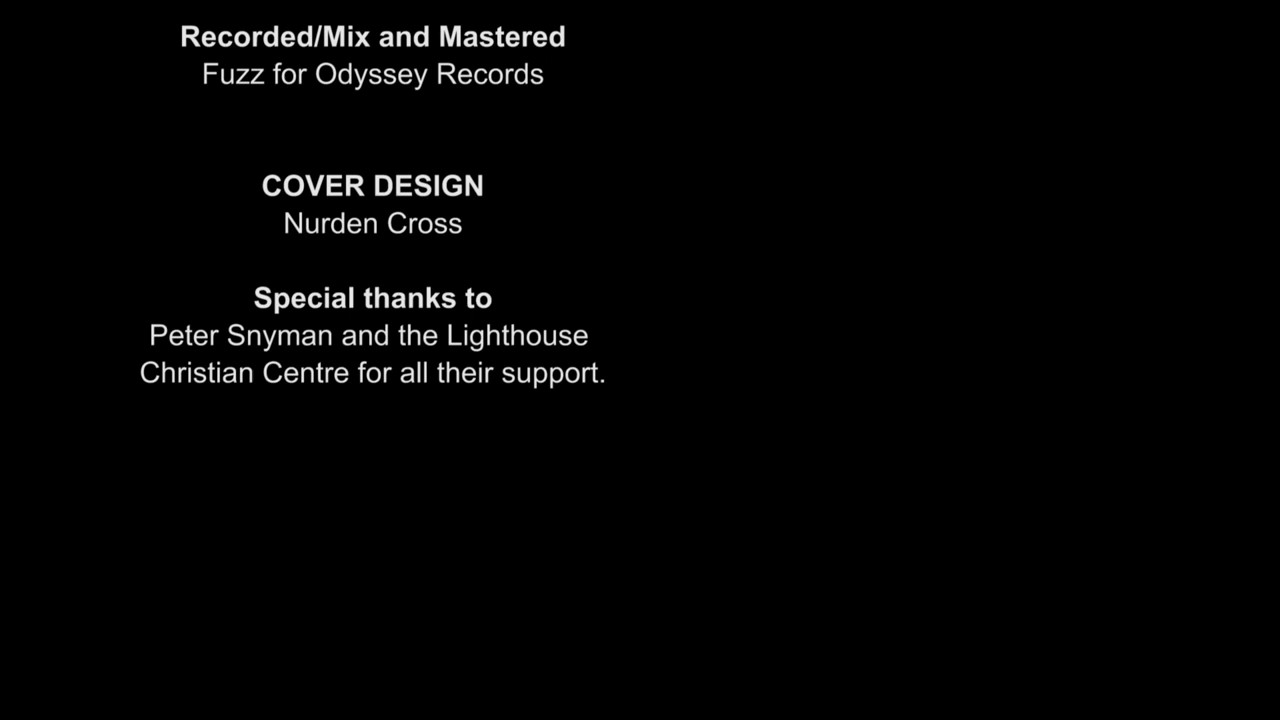 Recorded/Mix and Mastered
Fuzz for Odyssey Records
COVER DESIGN
Nurden Cross
Special thanks to
Peter Snyman and the Lighthouse
Christian Centre for all their support.